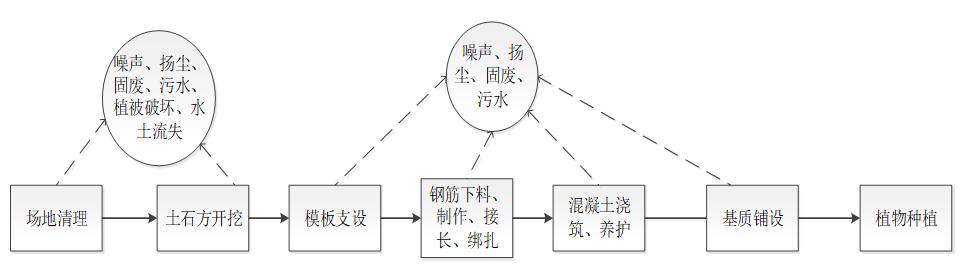 噪声、扬尘、
固废、污水、
植被破坏、水
土流失
噪声、扬
尘、固废、
污水
场地清理
土石方开挖
模板支设
钢筋下料、
制作、接
长、绑扎
混凝土浇
筑、养护
基质铺设
植物种植